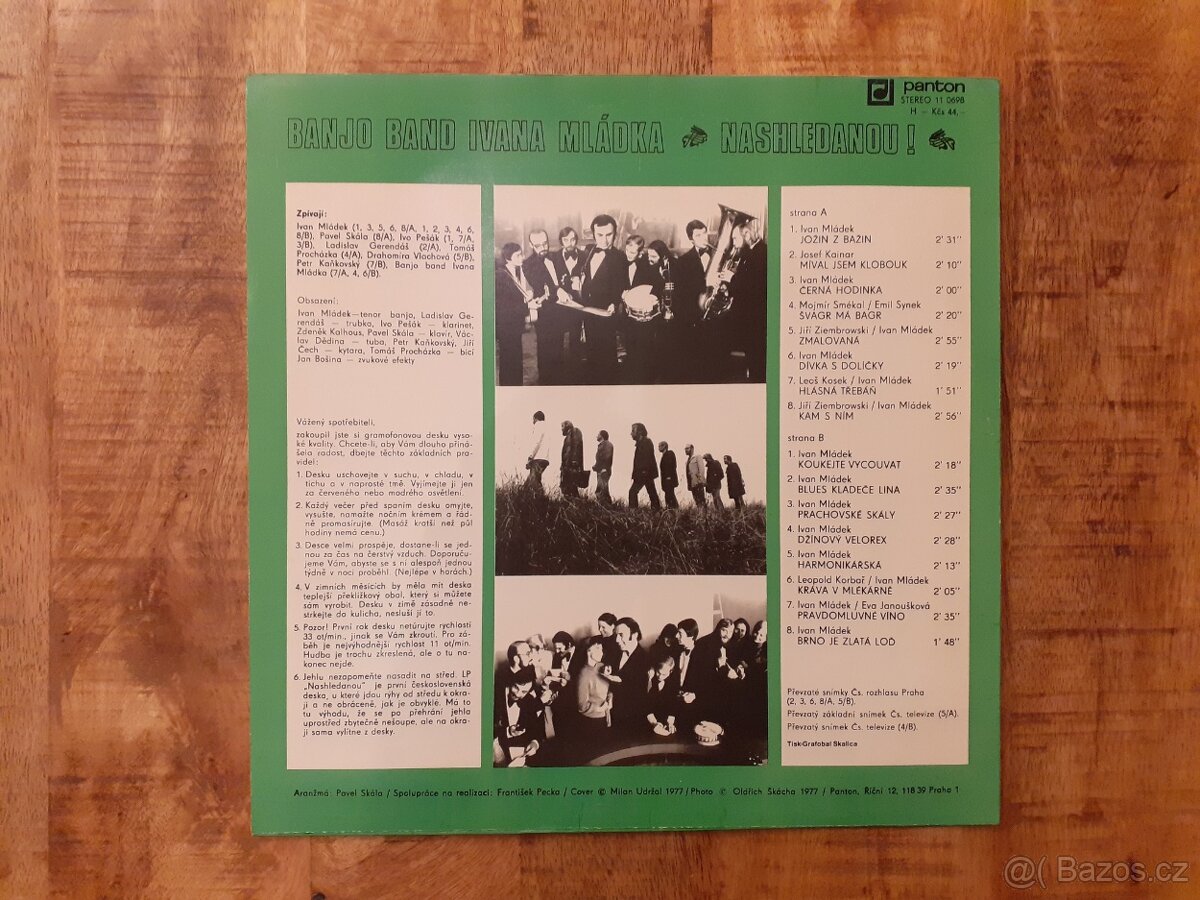 panton
STEREO 11 0698
H – Kčs 44,–
BANJO BAND IVANA MLÁDKA NASHLEDANOU!
Zpívají:
Ivan Mládek (1, 3, 5, 6, 8/A, 1, 2, 3, 4, 6,
8/B), Pavel Skála (8/A), Ivo Pešák (1, 7/A,
3/B), Ladislav Gerendáš (2/A), Tomáš
Procházka (4/A), Drahomíra Vlachová (5/B),
Petr Kaňkovský (7/B), Banjo band Ivana
Mládka (7/A, 4, 6/B).
Obsazení:
Ivan Mládek—tenor banjo, Ladislav Ge-
rendáš — trubka, Ivo Pešák — klarinet,
Zdeněk Kalhous, Pavel Skála — klavír, Vác-
lav Dědina — tuba, Petr Kaňkovský, Jiří
Čech — kytara, Tomáš Procházka — bicí
Jan Bošina — zvukové efekty
Vážený spotřebiteli,
zakoupil jste si gramofonovou desku vyso-
ké kvality. Chcete-li, aby Vám dlouho přiná-
šela radost, dbejte těchto základních pra-
videl:
1. Desku uschovejte v suchu, v chladu, v
tichu a v naprosté tmě. Vyjímejte ji jen
za červeného nebo modrého osvětlení.
2. Každý večer před spaním desku omyjte,
vysušte, namažte nočním krémem a řád-
ně promasírujte. (Masáž kratší než půl
hodiny nemá cenu.)
3. Desce velmi prospěje, dostane-li se jed-
nou za čas na čerstvý vzduch. Doporuču-
jeme Vám, abyste se s ní alespoň jednou
týdně v noci proběhl. (Nejlépe v horách.)
4. V zimních měsících by měla mít deska
teplejší překližkový obal, který si můžete
sám vyrobit. Desku v zimě zásadně ne-
strkejte do kulicha, nesluší jí to.
5. Pozor! První rok desku netúrujte rychlostí
33 ot/min., jinak se Vám zkroutí. Pro zá-
běh je nejvýhodnější rychlost 11 ot/min.
Hudba je trochu zkreslená, ale o tu na-
konec nejde.
6. Jehlu nezapomeňte nasadit na střed. LP
„Nashledanou" je první československá
deska, u které jdou rýhy od středu k okra-
ji a ne obráceně, jak je obvyklé. Má to
tu výhodu, že se po přehrání jehla
uprostřed zbytečně nešoupe, ale na okra-
ji sama vylítne z desky.
strana A
1. Ivan Mládek
JOŽIN Z BAŽIN 2' 31''
2. Josef Kainar
MÍVAL JSEM KLOBOUK 2' 10''
3. Ivan Mládek
ČERNÁ HODINKA 2' 00''
4. Mojmír Smékal / Emil Synek
ŠVAGR MÁ BAGR 2' 20''
5. Jiří Ziembrowski / Ivan Mládek
ZMALOVANÁ 2' 55''
6. Ivan Mládek
DÍVKA S DOLÍČKY 2' 19''
7. Leoš Kosek / Ivan Mládek
HLÁSNÁ TŘEBÁŇ 1' 51''
8. Jiří Ziembrowski / Ivan Mládek
KAM S NÍM 2' 56''
strana B
1. Ivan Mládek
KOUKEJTE VYCOUVAT 2' 18''
2. Ivan Mládek
BLUES KLADEČE LINA 2' 35''
3. Ivan Mládek
PRACHOVSKÉ SKÁLY 2' 27''
4. Ivan Mládek
DŽÍNOVÝ VELOREX 2' 28''
5. Ivan Mládek
HARMONIKÁŘSKÁ 2' 13''
6. Leopold Korbař / Ivan Mládek
KRÁVA V MLÉKÁRNĚ 2' 05''
7. Ivan Mládek / Eva Janoušková
PRAVDOMLUVNÉ VÍNO 2' 35''
8. Ivan Mládek
BRNO JE ZLATÁ LOĎ 1' 48''
Převzaté snímky Čs. rozhlasu Praha
(2, 3, 6, 8/A, 5/B).
Převzatý základní snímek Čs. televize (5/A).
Převzatý snímek Čs. televize (4/B).
Tisk-Grafobal Skalica
Aranžmá: Pavel Skála / Spolupráce na realizaci: František Pecka / Cover © Milan Udržal 1977 / Photo © Oldřich Škácha 1977 / Panton, Říční 12, 118 39 Praha 1
@( Bazos.cz